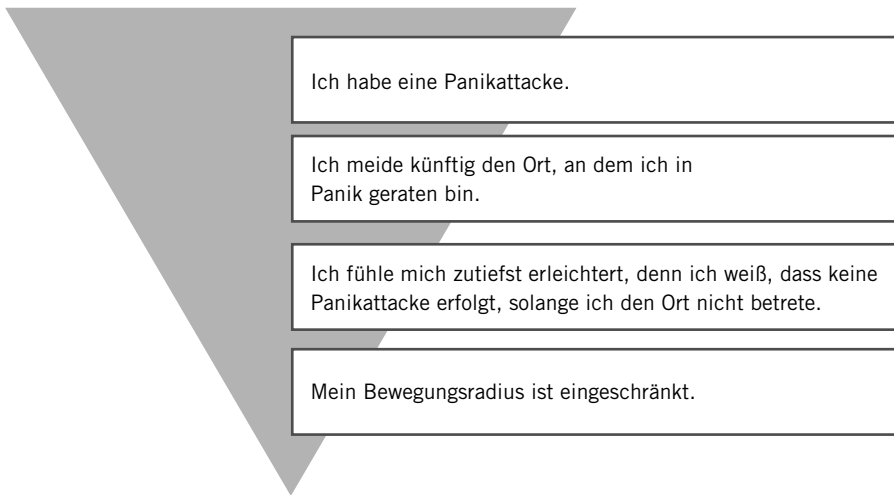 Ich habe eine Panikattacke.
Ich meide künftig den Ort, an dem ich in
Panik geraten bin.
Ich fühle mich zutiefst erleichtert, denn ich weiß, dass keine
Panikattacke erfolgt, solange ich den Ort nicht betrete.
Mein Bewegungsradius ist eingeschränkt.